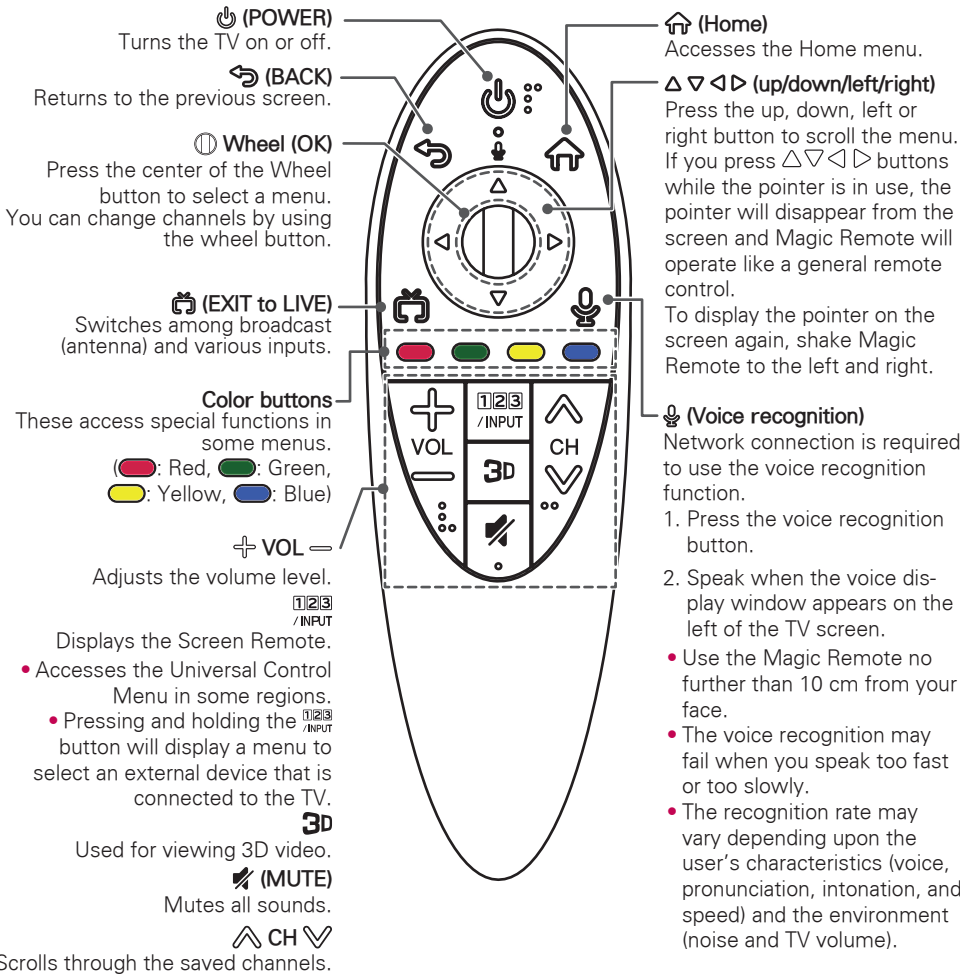 (POWER)
Turns the TV on or off.
(BACK)
Returns to the previous screen.
Wheel (OK)
Press the center of the Wheel
button to select a menu.
You can change channels by using
the wheel button.
(EXIT to LIVE)
Switches among broadcast
(antenna) and various inputs.
Color buttons
These access special functions in
some menus.
(: Red, : Green,
: Yellow, : Blue)
+ VOL −
Adjusts the volume level.
123
/INPUT
Displays the Screen Remote.
• Accesses the Universal Control
Menu in some regions.
• Pressing and holding the 123/INPUT
button will display a menu to
select an external device that is
connected to the TV.
3D
Used for viewing 3D video.
(MUTE)
Mutes all sounds.
CH
Scrolls through the saved channels.
VOL
123
/INPUT
3D
CH
(Home)
Accesses the Home menu.
△ ▽ ◁ ▷ (up/down/left/right)
Press the up, down, left or
right button to scroll the menu.
If you press △▽◁ ▷ buttons
while the pointer is in use, the
pointer will disappear from the
screen and Magic Remote will
operate like a general remote
control.
To display the pointer on the
screen again, shake Magic
Remote to the left and right.
(Voice recognition)
Network connection is required
to use the voice recognition
function.
1. Press the voice recognition
button.
2. Speak when the voice dis-
play window appears on the
left of the TV screen.
• Use the Magic Remote no
further than 10 cm from your
face.
• The voice recognition may
fail when you speak too fast
or too slowly.
• The recognition rate may
vary depending upon the
user's characteristics (voice,
pronunciation, intonation, and
speed) and the environment
(noise and TV volume).